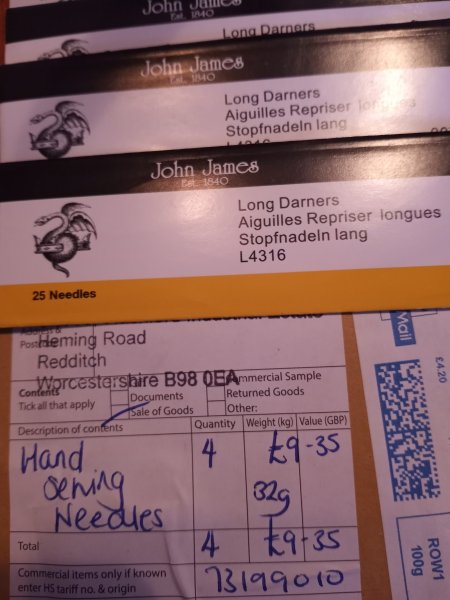 John James
Est. 1840
Long Darners
John James
Est. 1840
Long Darners
Aiguilles Repriser longues
Stopfnadeln lang
L4316
John James
Est. 1840
Long Darners
Aiguilles Repriser longues
Stopfnadeln lang
L4316
25 Needles
Heming Road
Redditch
Worcestershire B98 0EA
Contents
Tick all that apply
Documents
Sale of Goods
Commercial Sample
Returned Goods
Other:
Description of contents Quantity Weight (kg) Value (GBP)
Hand 4 £9-35
Sewing 32g
Needles
Total 4 £9-35
Commercial items only if known
enter HS tariff no. & origin 73199010
Mail
£4.20
ROW1
100g